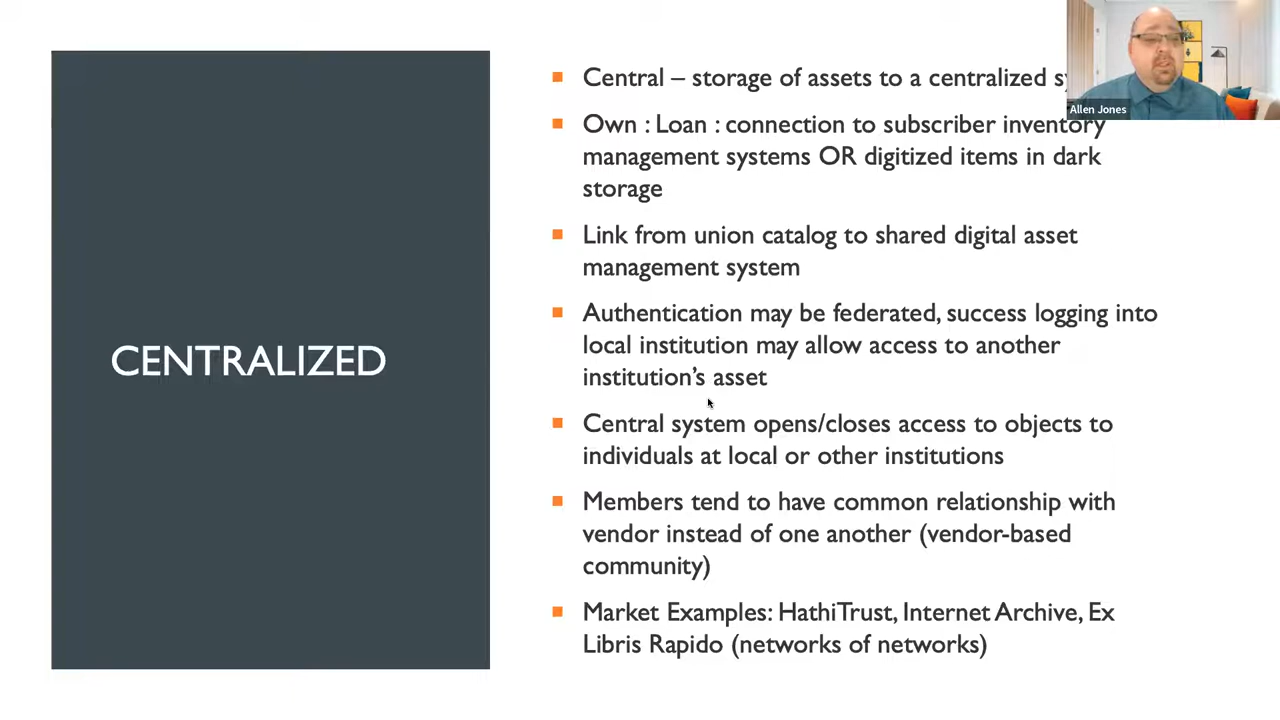 CENTRALIZED
Central – storage of assets to a centralized
Own : Loan : connection to subscriber inventory
management systems OR digitized items in dark
storage
Link from union catalog to shared digital asset
management system
Authentication may be federated, success logging into
local institution may allow access to another
institution’s asset
Central system opens/closes access to objects to
individuals at local or other institutions
Members tend to have common relationship with
vendor instead of one another (vendor-based
community)
Market Examples: HathiTrust, Internet Archive, Ex
Libris Rapido (networks of networks)
Allen Jones